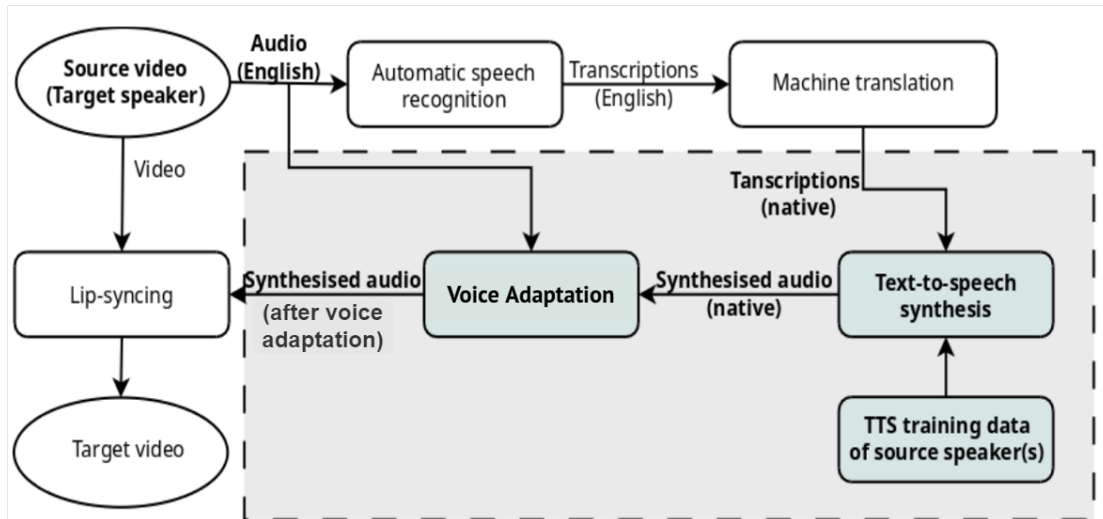 Source video
(Target speaker)
Audio
(English)
Automatic speech
recognition
Transcriptions
(English)
Machine translation
Video
Tanscriptions
(native)
Lip-syncing
Synthesised audio
(after voice
adaptation)
Voice Adaptation
Synthesised audio
(native)
Text-to-speech
synthesis
Target video
TTS training data
of source speaker(s)